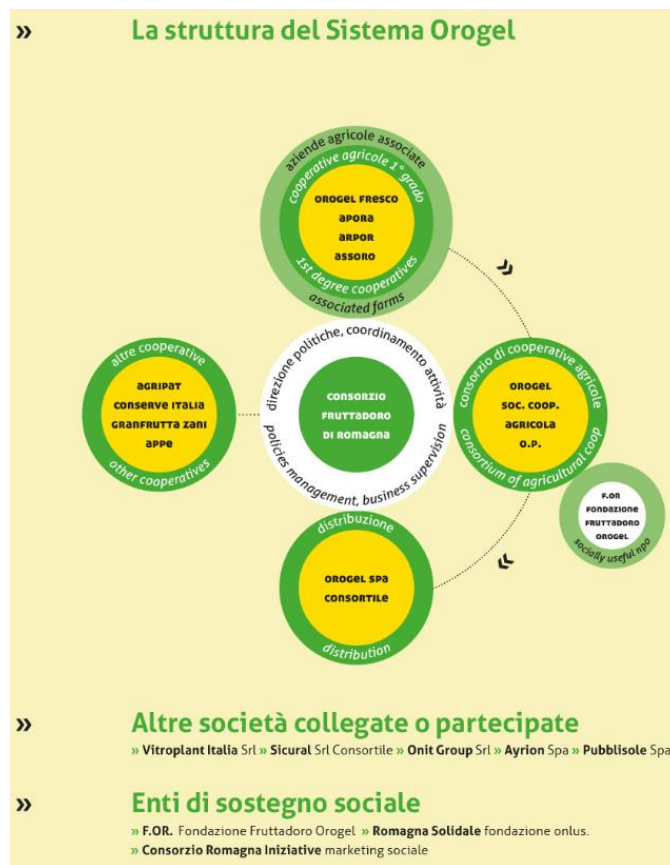 » La struttura del Sistema Orogel
aziende agricole associate
cooperative agricole 1° grado
OROGEL FRESCO
APORA
ARPOR
ASSORO
1st degree cooperatives
associated farms
»
altre cooperative
AGRIPAT
CONSERVE ITALIA
GRANFRUTTA ZANI
APPE
other cooperatives
direzione politiche, coordinamento attività
CONSORZIO
FRUTTADORO
DI ROMAGNA
policies management, business supervision
consorzio di cooperative agricole
OROGEL
SOC. COOP.
AGRICOLA
O.P.
consortium of agricultural coop
F.OR
FONDAZIONE
FRUTTADORO
OROGEL
socially useful npo
»
distribuzione
OROGEL SPA
CONSORTILE
distribution
» Altre società collegate o partecipate
» Vitroplant Italia Srl » Sicural Srl Consortile » Onit Group Srl » Ayrion Spa » Pubblisole Spa
» Enti di sostegno sociale
» F.OR. Fondazione Fruttadoro Orogel » Romagna Solidale fondazione onlus.
» Consorzio Romagna Iniziative marketing sociale